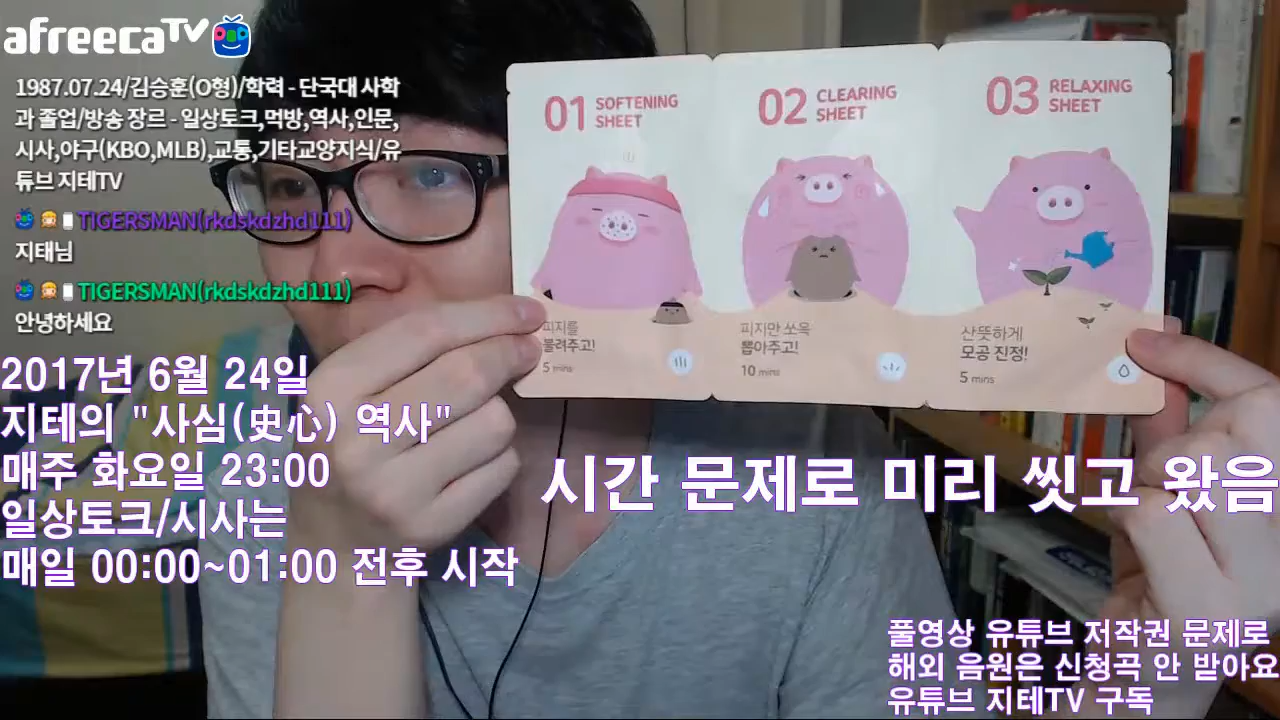 afreecaTV
1987.07.24/김승훈(O형)/학력 - 단국대 사학
과 졸업/방송 장르 - 일상토크,먹방,역사,인문,
시사,야구(KBO,MLB),교통,기타교양지식/유
튜브 지테TV
TIGERSMAN(rkdskdzhd111)
지태님
TIGERSMAN(rkdskdzhd111)
안녕하세요
2017년 6월 24일
지테의 "사심(史心) 역사"
매주 화요일 23:00
일상토크/시사는
매일 00:00~01:00 전후 시작
01 SOFTENING
SHEET
피지를
불려주고!
5 mins
02 CLEARING
SHEET
피지만 쏘옥
뽑아주고!
10 mins
03 RELAXING
SHEET
산뜻하게
모공 진정!
5 mins
시간 문제로 미리 씻고 왔음
풀영상 유튜브 저작권 문제로
해외 음원은 신청곡 안 받아요
유튜브 지테TV 구독